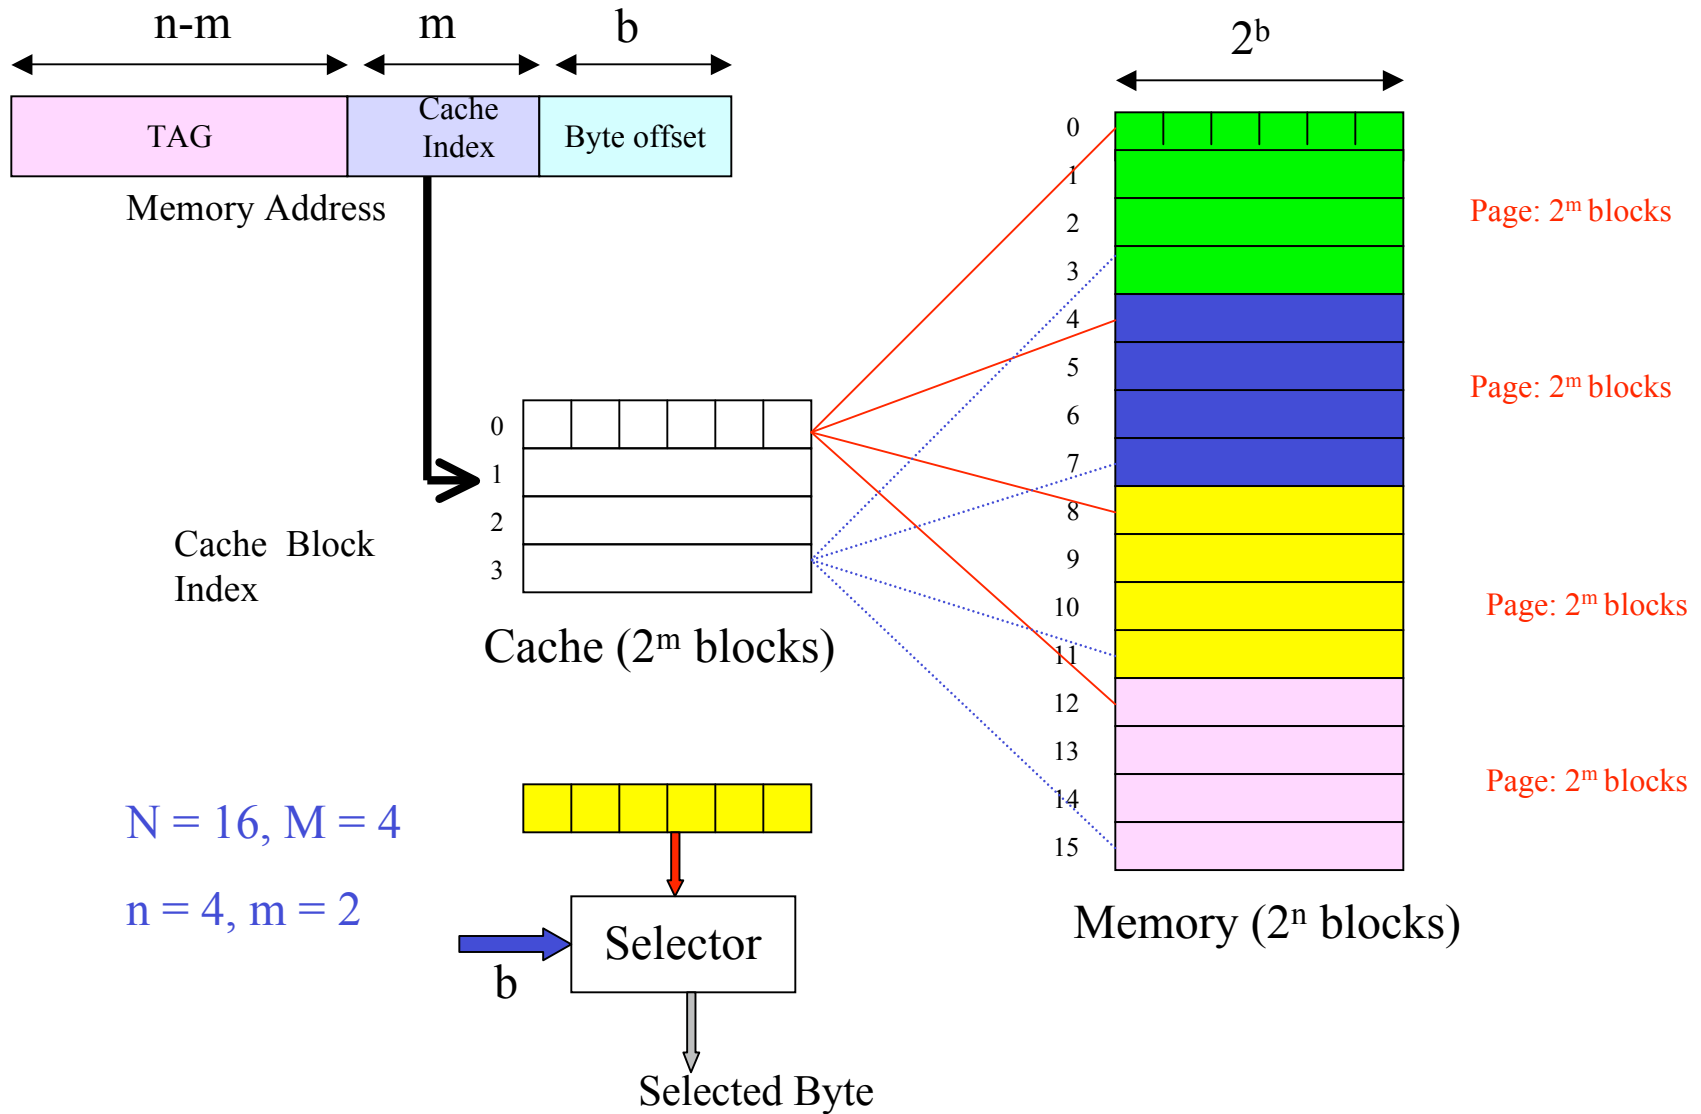 n-m
m
b
2ᵇ
TAG
Cache
Index
Byte offset
Memory Address
0
1
2
3
4
5
6
7
8
9
10
11
12
13
14
15
Page: 2ᵐ blocks
Page: 2ᵐ blocks
Page: 2ᵐ blocks
Page: 2ᵐ blocks
Memory (2ⁿ blocks)
0
1
2
3
Cache Block
Index
Cache (2ᵐ blocks)
N = 16, M = 4
n = 4, m = 2
Selector
b
Selected Byte